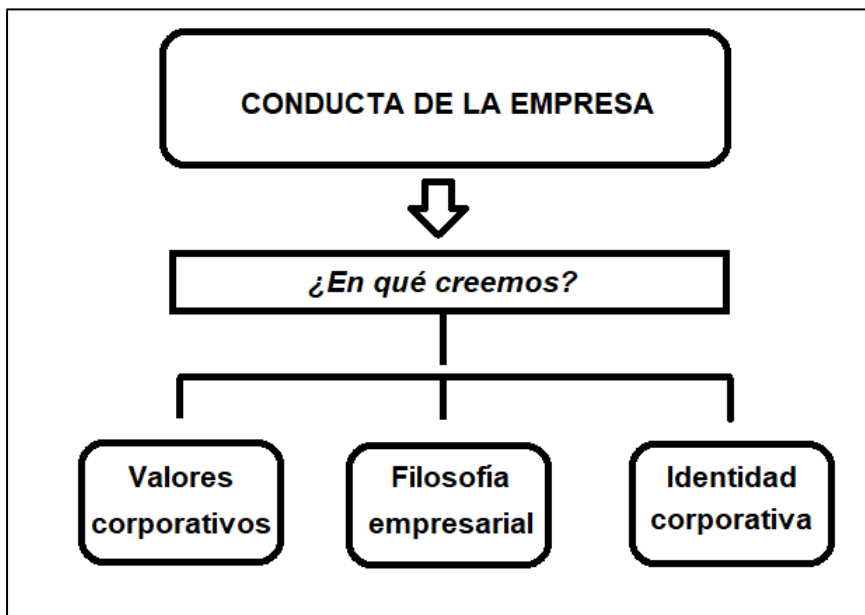 CONDUCTA DE LA EMPRESA
¿En qué creemos?
Valores
corporativos
Filosofía
empresarial
Identidad
corporativa